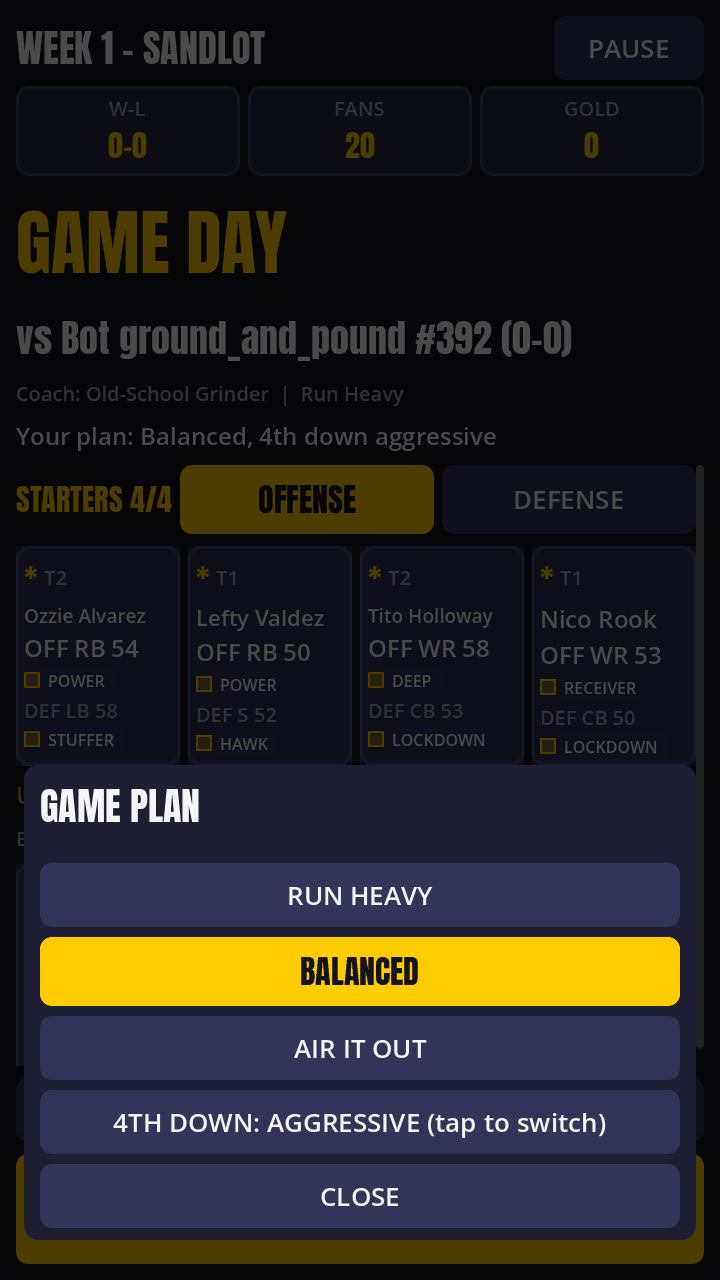 WEEK 1 - SANDLOT
PAUSE
W-L
FANS
GOLD
0-0
20
0
GAME DAY
vs Bot ground_and_pound #392 (0-0)
Coach: Old-School Grinder | Run Heavy
Your plan: Balanced, 4th down aggressive
STARTERS 4/4
OFFENSE
DEFENSE
* T2
Ozzie Alvarez
OFF RB 54
POWER
DEF LB 58
STUFFER
* T1
Lefty Valdez
OFF RB 50
POWER
DEF S 52
HAWK
* T2
Tito Holloway
OFF WR 58
DEEP
DEF CB 53
LOCKDOWN
* T1
Nico Rook
OFF WR 53
RECEIVER
DEF CB 50
LOCKDOWN
GAME PLAN
RUN HEAVY
BALANCED
AIR IT OUT
4TH DOWN: AGGRESSIVE (tap to switch)
CLOSE